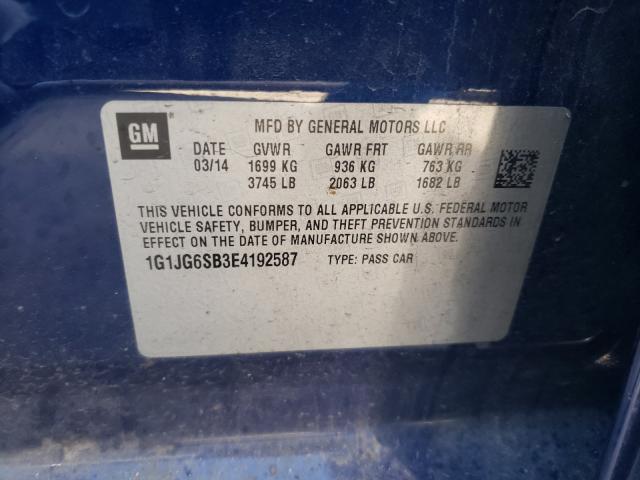 GM ®
MFD BY GENERAL MOTORS LLC
DATE GVWR GAWR FRT GAWR RR
03/14 1699 KG 936 KG 763 KG
3745 LB 2063 LB 1682 LB
THIS VEHICLE CONFORMS TO ALL APPLICABLE U.S. FEDERAL MOTOR
VEHICLE SAFETY, BUMPER, AND THEFT PREVENTION STANDARDS IN
EFFECT ON THE DATE OF MANUFACTURE SHOWN ABOVE.
1G1JG6SB3E4192587 TYPE: PASS CAR